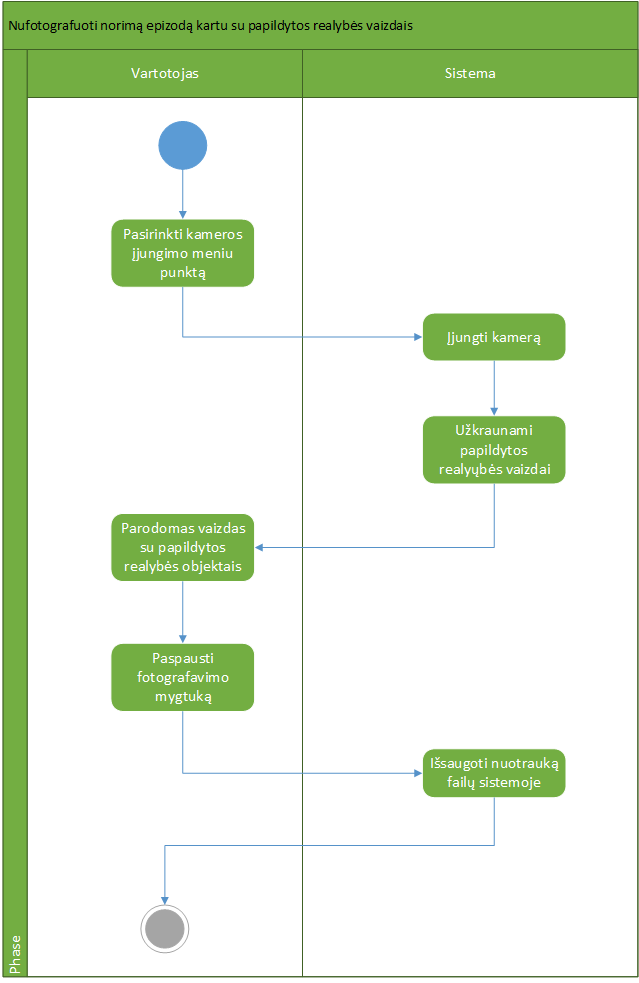 Nufotografuoti norimą epizodą kartu su papildytos realybės vaizdais
Vartotojas
Sistema
Pasirinkti kameros
įjungimo meniu
punktą
Įjungti kamerą
Užkraunami
papildytos
realyųbės vaizdai
Parodomas vaizdas
su papildytos
realybės objektais
Paspausti
fotografavimo
mygtuką
Išsaugoti nuotrauką
failų sistemoje
Phase